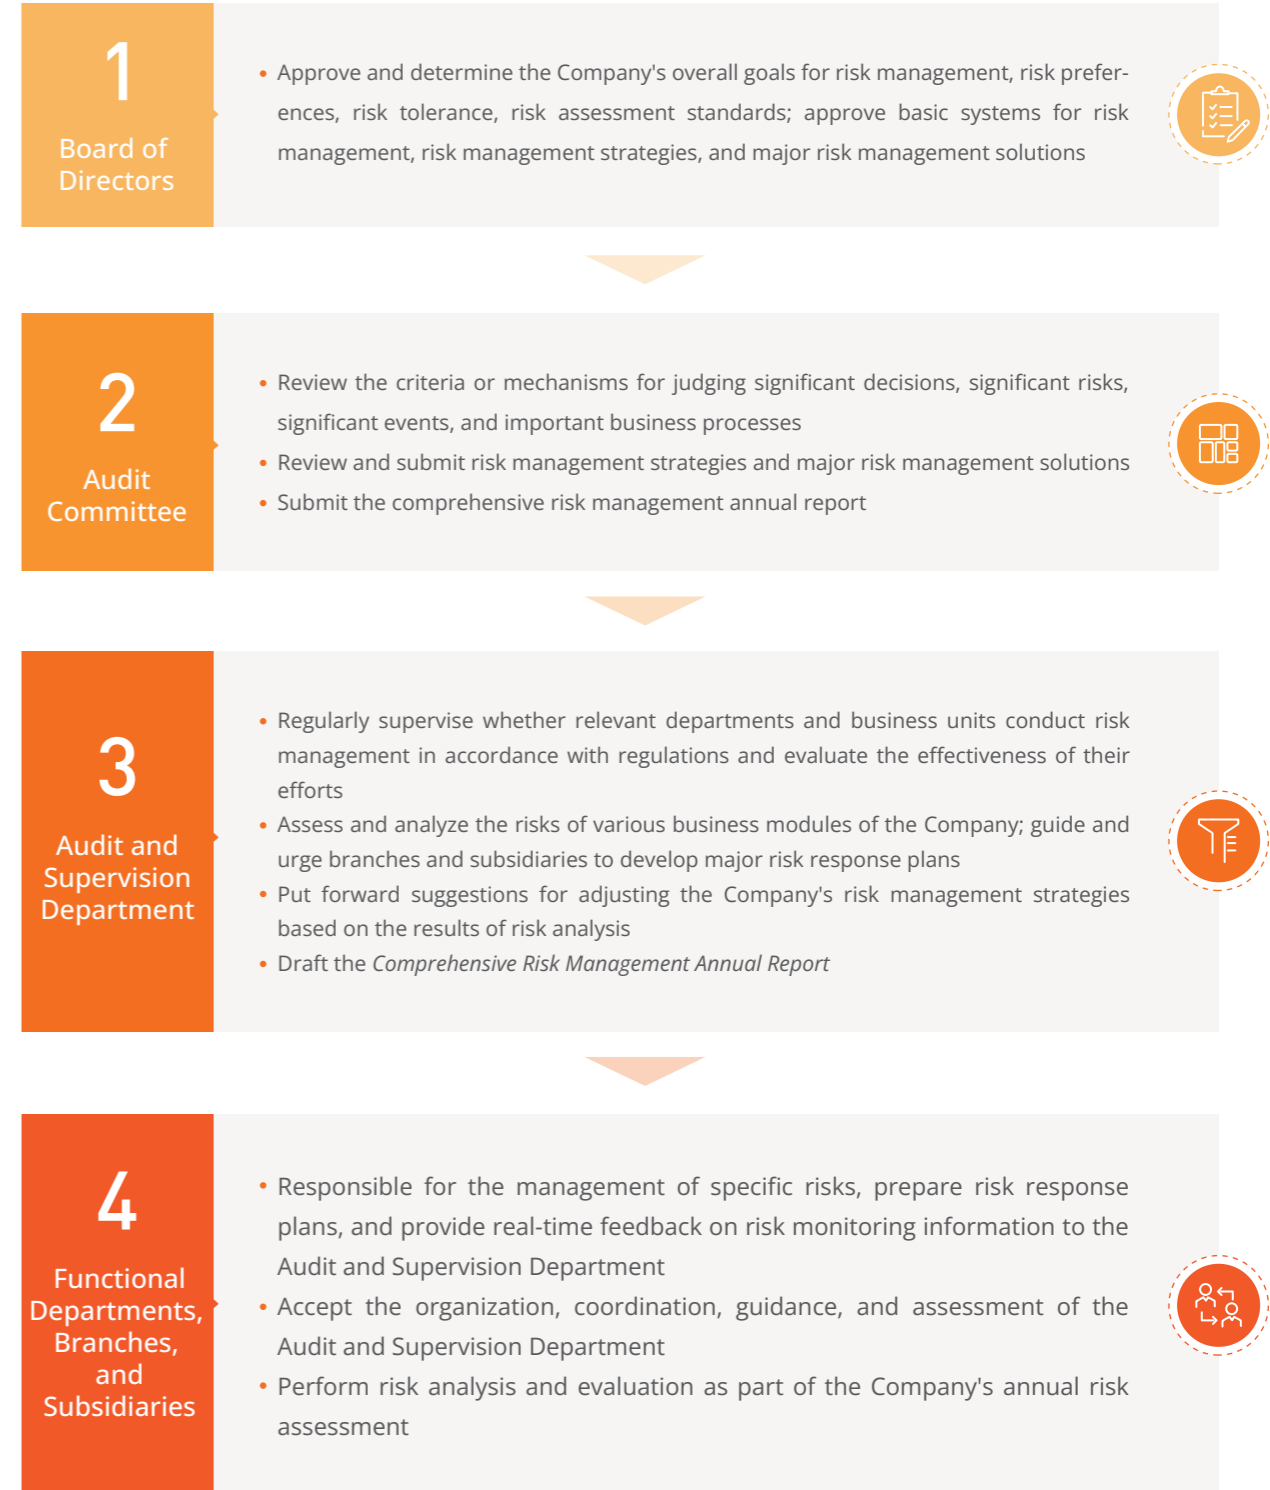 1
Board of
Directors
• Approve and determine the Company's overall goals for risk management, risk prefer-
ences, risk tolerance, risk assessment standards; approve basic systems for risk
management, risk management strategies, and major risk management solutions
2
Audit
Committee
• Review the criteria or mechanisms for judging significant decisions, significant risks,
significant events, and important business processes
• Review and submit risk management strategies and major risk management solutions
• Submit the comprehensive risk management annual report
3
Audit and
Supervision
Department
• Regularly supervise whether relevant departments and business units conduct risk
management in accordance with regulations and evaluate the effectiveness of their
efforts
• Assess and analyze the risks of various business modules of the Company; guide and
urge branches and subsidiaries to develop major risk response plans
• Put forward suggestions for adjusting the Company's risk management strategies
based on the results of risk analysis
• Draft the Comprehensive Risk Management Annual Report
4
Functional
Departments,
Branches,
and
Subsidiaries
• Responsible for the management of specific risks, prepare risk response
plans, and provide real-time feedback on risk monitoring information to the
Audit and Supervision Department
• Accept the organization, coordination, guidance, and assessment of the
Audit and Supervision Department
• Perform risk analysis and evaluation as part of the Company's annual risk
assessment